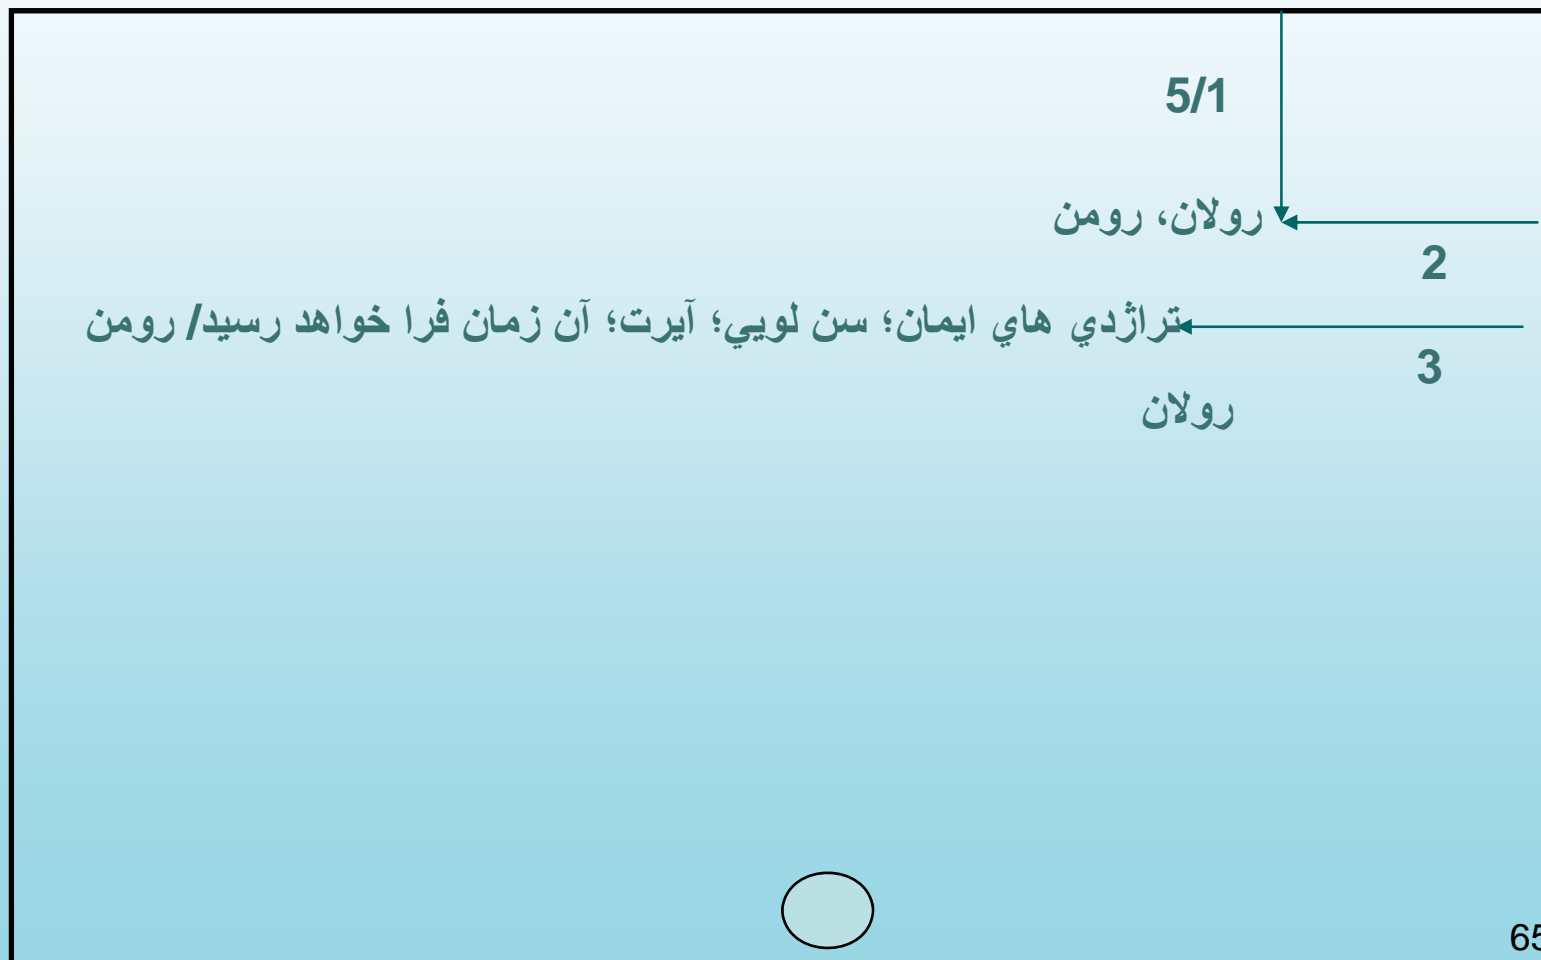 5/1
رولان، رومن
2
تراژدي هاي ايمان؛ سن لويي؛ آيرت؛ آن زمان فرا خواهد رسيد/ رومن
3
رولان
65